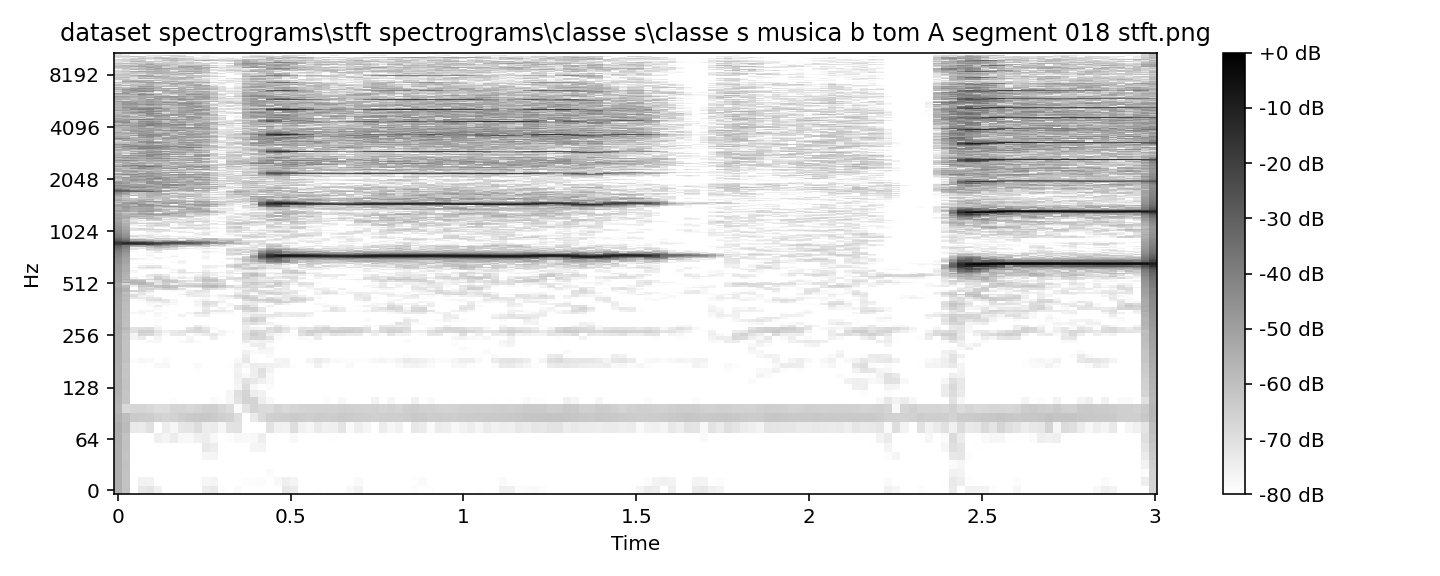 dataset spectrograms\stft spectrograms\classe s\classe s musica b tom A segment 018 stft.png
8192
4096
2048
1024
512
256
128
64
0
Hz
0
0.5
1
1.5
2
2.5
3
Time
+0 dB
-10 dB
-20 dB
-30 dB
-40 dB
-50 dB
-60 dB
-70 dB
-80 dB